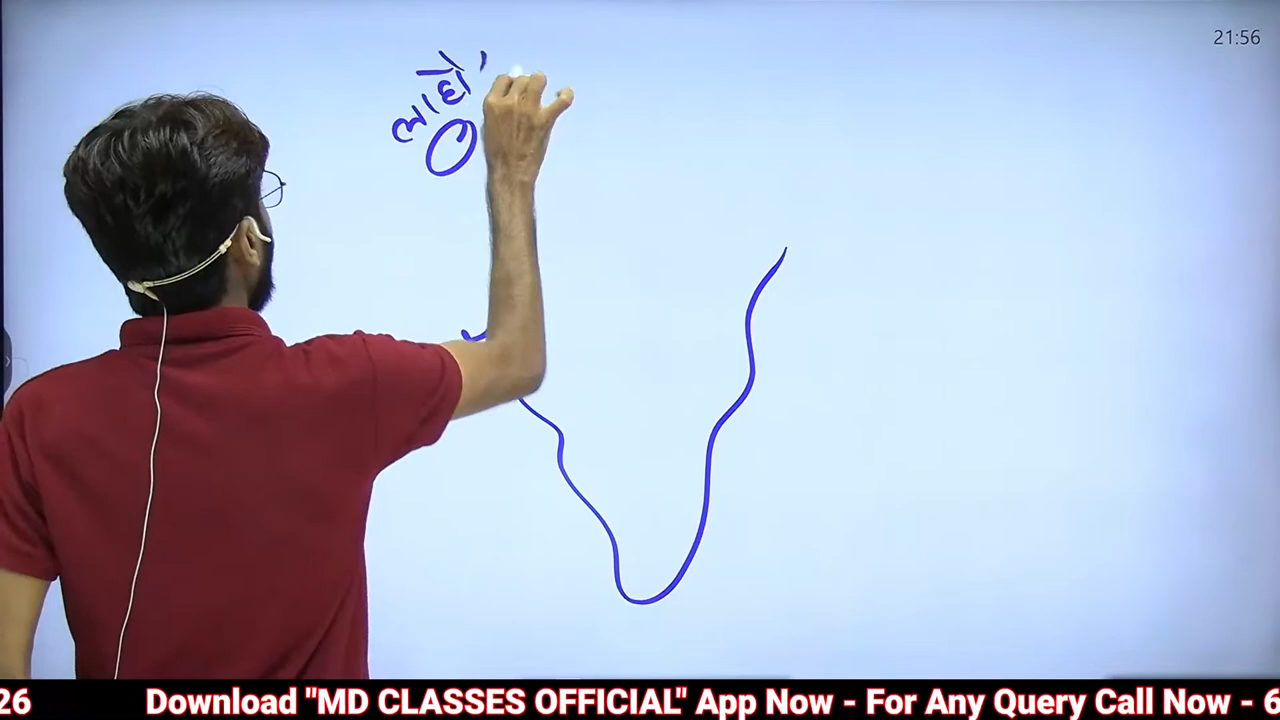 21:56
लाहो
26 Download "MD CLASSES OFFICIAL" App Now - For Any Query Call Now - 6